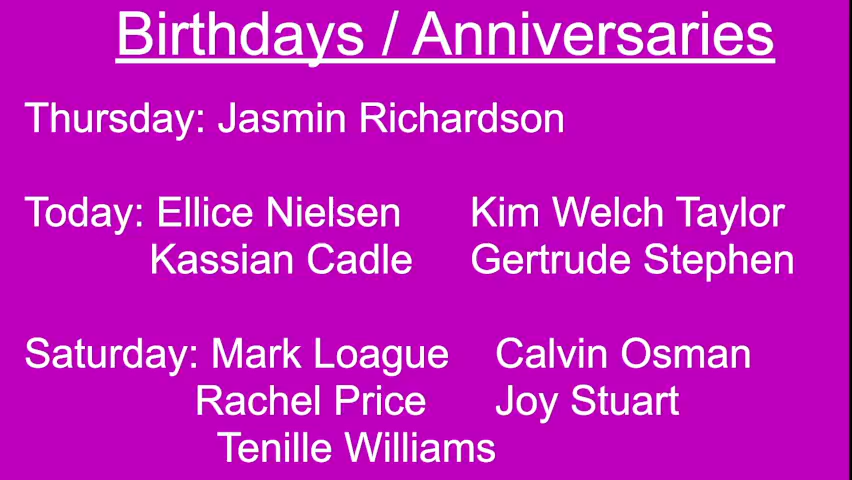 Birthdays / Anniversaries
Thursday: Jasmin Richardson
Today: Ellice Nielsen Kim Welch Taylor
Kassian Cadle Gertrude Stephen
Saturday: Mark Loague Calvin Osman
Rachel Price Joy Stuart
Tenille Williams